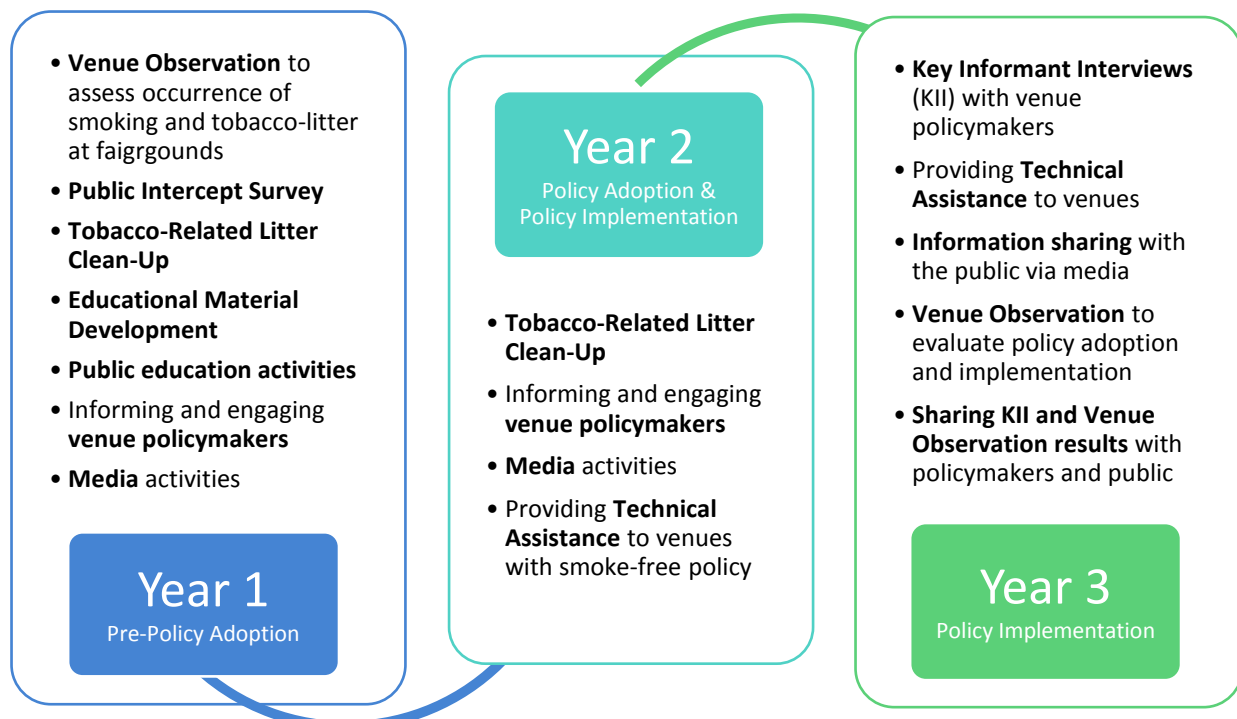 • Venue Observation to
assess occurrence of
smoking and tobacco-litter
at faigrgounds
• Public Intercept Survey
• Tobacco-Related Litter
Clean-Up
• Educational Material
Development
• Public education activities
• Informing and engaging
venue policymakers
• Media activities
Year 1
Pre-Policy Adoption
Year 2
Policy Adoption &
Policy Implementation
• Tobacco-Related Litter
Clean-Up
• Informing and engaging
venue policymakers
• Media activities
• Providing Technical
Assistance to venues
with smoke-free policy
• Key Informant Interviews
(KII) with venue
policymakers
• Providing Technical
Assistance to venues
• Information sharing with
the public via media
• Venue Observation to
evaluate policy adoption
and implementation
• Sharing KII and Venue
Observation results with
policymakers and public
Year 3
Policy Implementation